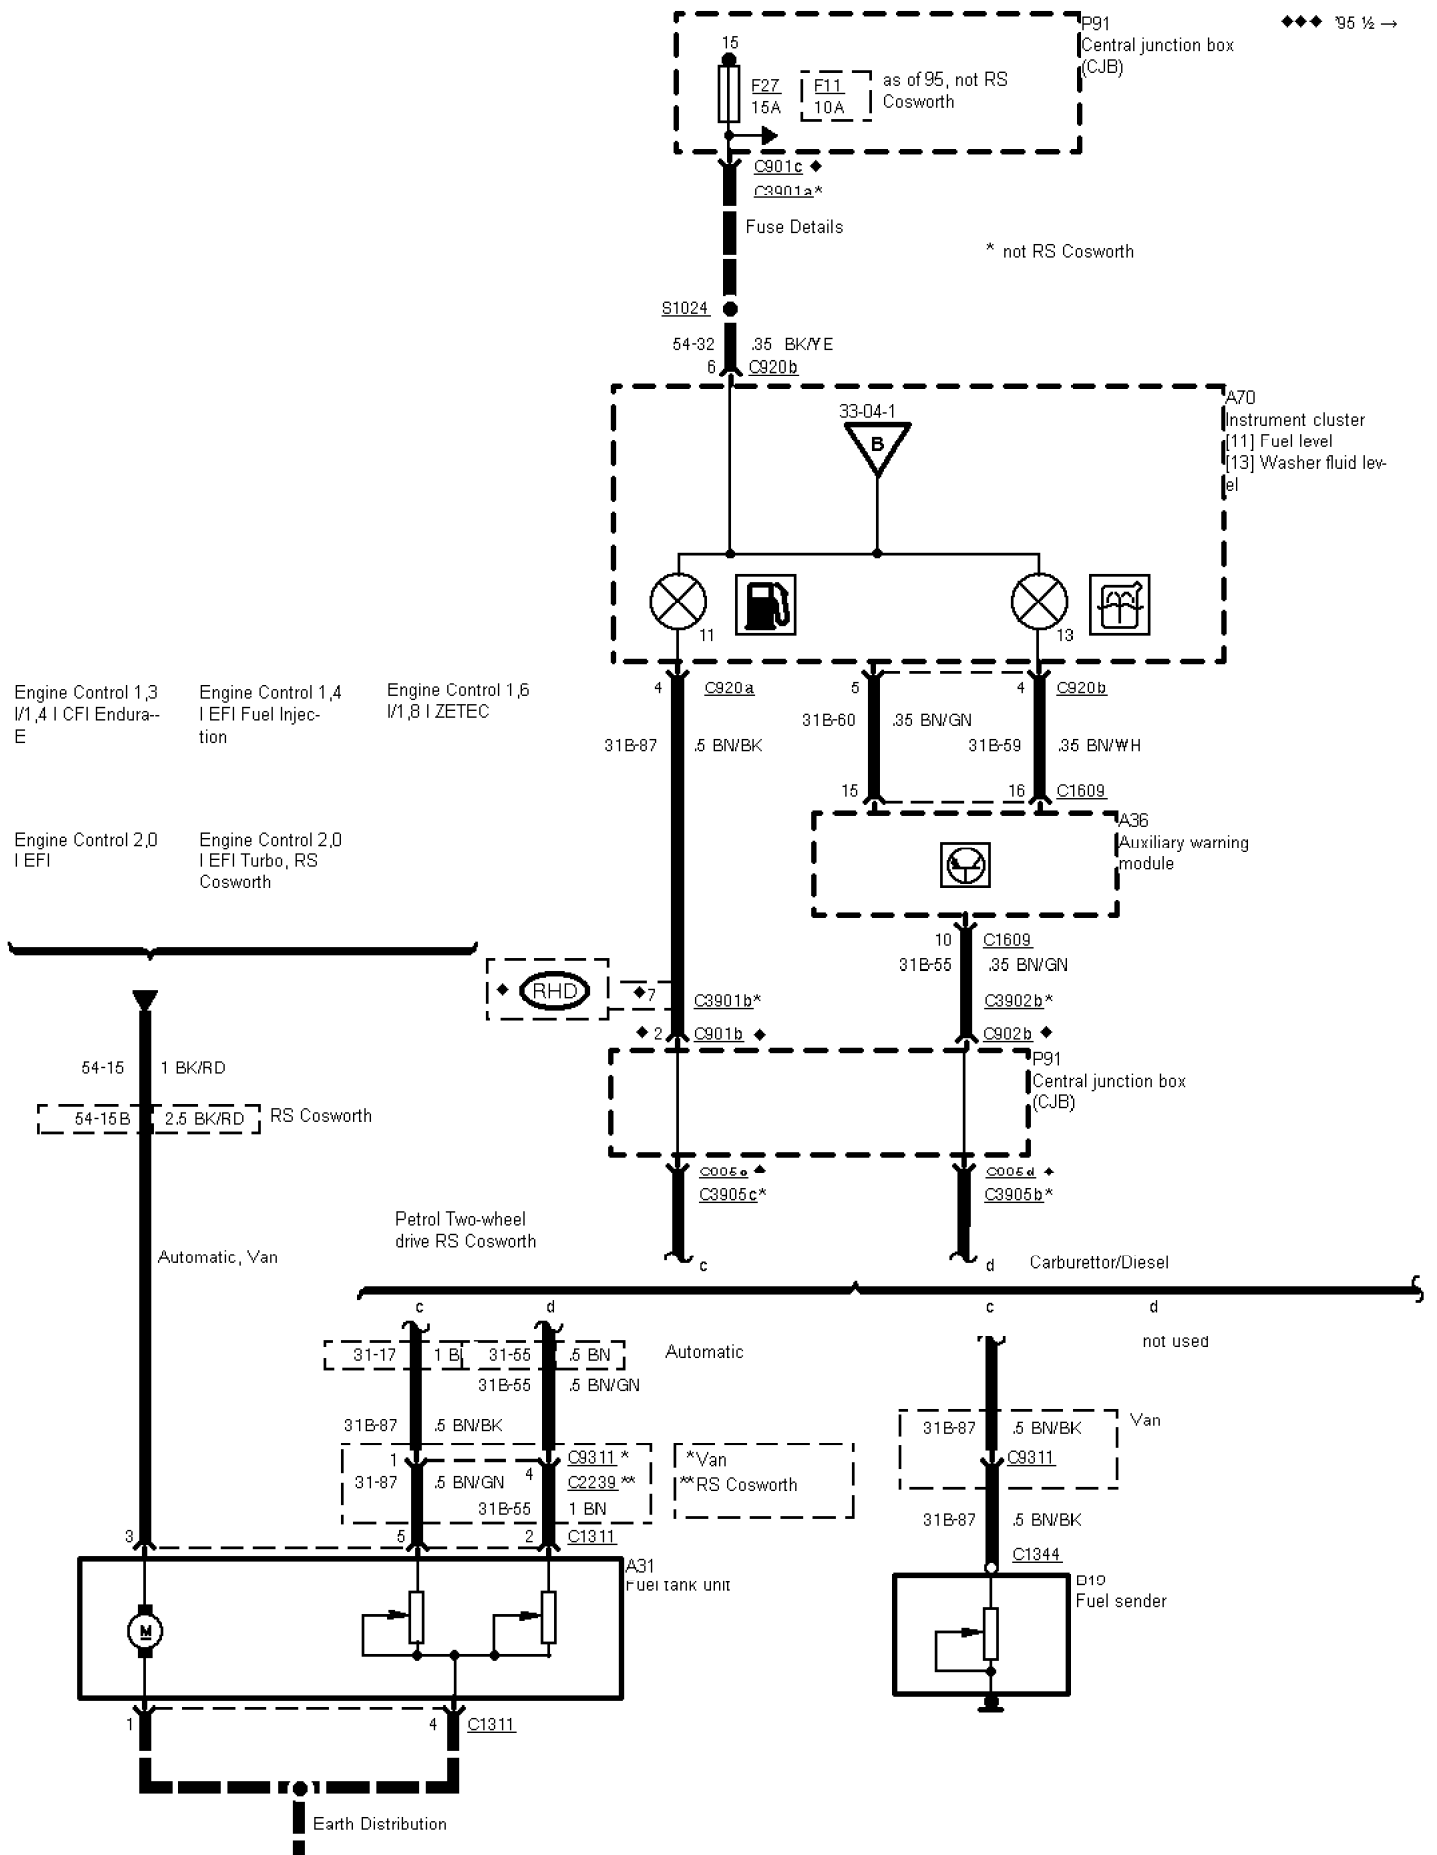 P91
Central junction box
(CJB)
◆◆◆ '95 ½ →
15
F27
15A
F11
10A
as of 95, not RS
Cosworth
C901c ◆
C3901a*
Fuse Details
* not RS Cosworth
S1024
54-32 .35 BK/YE
6 C920b
A70
Instrument cluster
[11] Fuel level
[13] Washer fluid lev-
el
33-04-1
B
11
13
4 C920a
5
4 C920b
31B-60 .35 BN/GN
31B-87 .5 BN/BK
31B-59 .35 BN/WH
15
16 C1609
Engine Control 1,3
l/1,4 l CFI Endura--
E
Engine Control 1,4
l EFI Fuel Injec-
tion
Engine Control 1,6
l/1,8 l ZETEC
Engine Control 2,0
l EFI
Engine Control 2,0
l EFI Turbo, RS
Cosworth
A36
Auxiliary warning
module
10 C1609
31B-55 .35 BN/GN
◆ RHD
◆7
C3901b*
◆ 2 C901b ◆
C3902b*
C902b ◆
P91
Central junction box
(CJB)
54-15 1 BK/RD
54-15B 2.5 BK/RD RS Cosworth
C3905c*
C3905b*
Petrol Two-wheel
drive RS Cosworth
Automatic, Van
c
d
Carburettor/Diesel
c
d
c
d
not used
31-17 1 B
31-55 .5 BN
Automatic
31B-55 .5 BN/GN
31B-87 .5 BN/BK
1
4
C9311 *
C2239 **
31-87 .5 BN/GN
31B-55 1 BN
*Van
**RS Cosworth
31B-87 .5 BN/BK
Van
C9311
31B-87 .5 BN/BK
3
5
2 C1311
C1344
A31
Fuel tank unit
M
Fuel sender
1
4 C1311
Earth Distribution